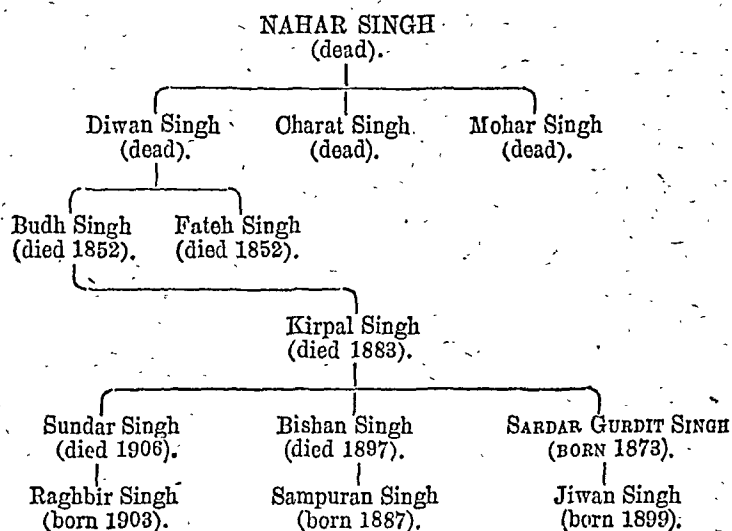 NAHAR SINGH
(dead).
Diwan Singh Charat Singh. Mohar Singh
(dead). (dead). (dead).
Budh Singh Fateh Singh
(died 1852). (died 1852).
Kirpal Singh
(died 1883).
Sundar Singh Bishan Singh SARDAR GURDIT SINGH
(died 1906). (died 1897). (BORN 1873).
Raghbir Singh Sampuran Singh Jiwan Singh
(born 1903). (born 1887). (born 1899).